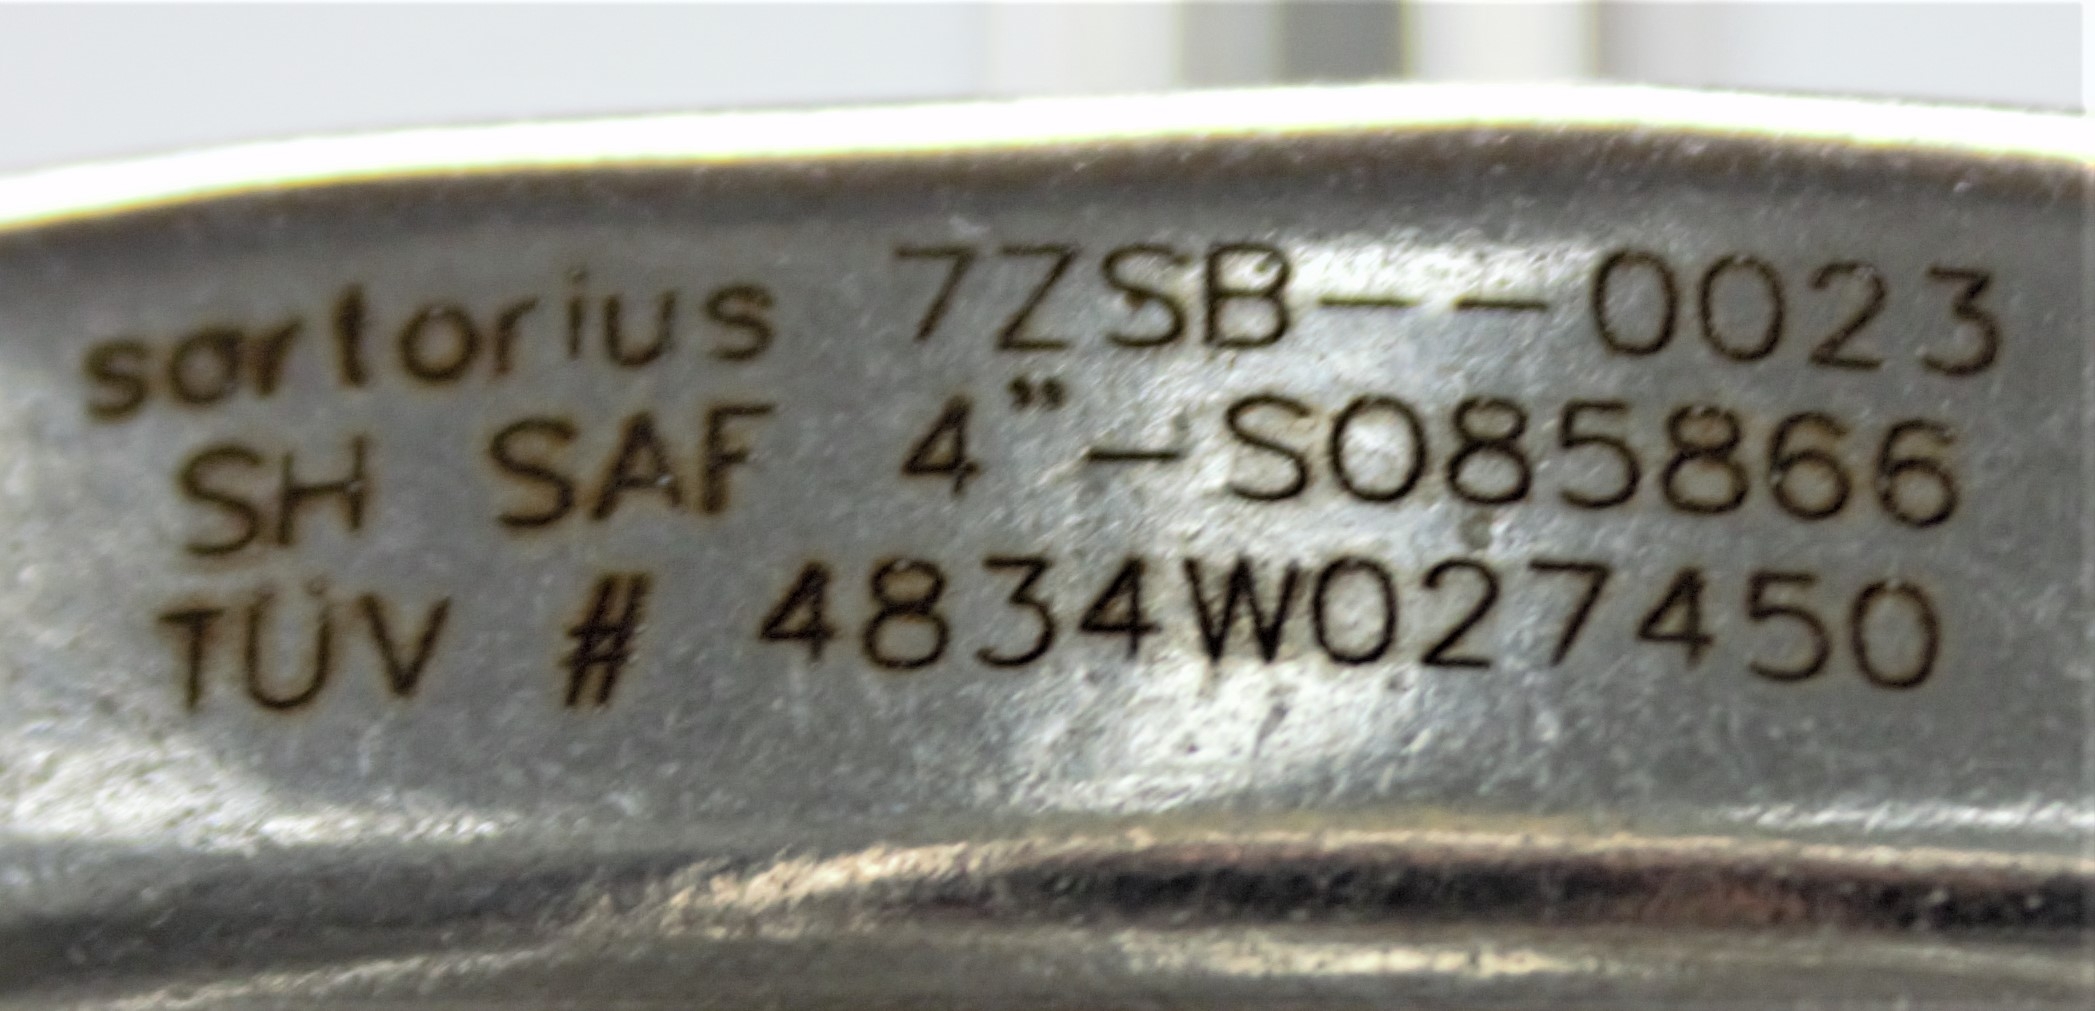 sartorius 7ZSB--0023
SH SAF 4"-S085866
TÜV # 4834W027450